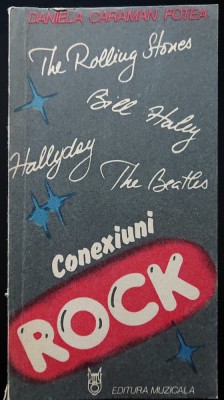 DANIELA CARAMAN FOTEA
The Rolling Stones
Bill Haley
Hallyday
The Beatles
Conexiuni
ROCK
EDITURA MUZICALA